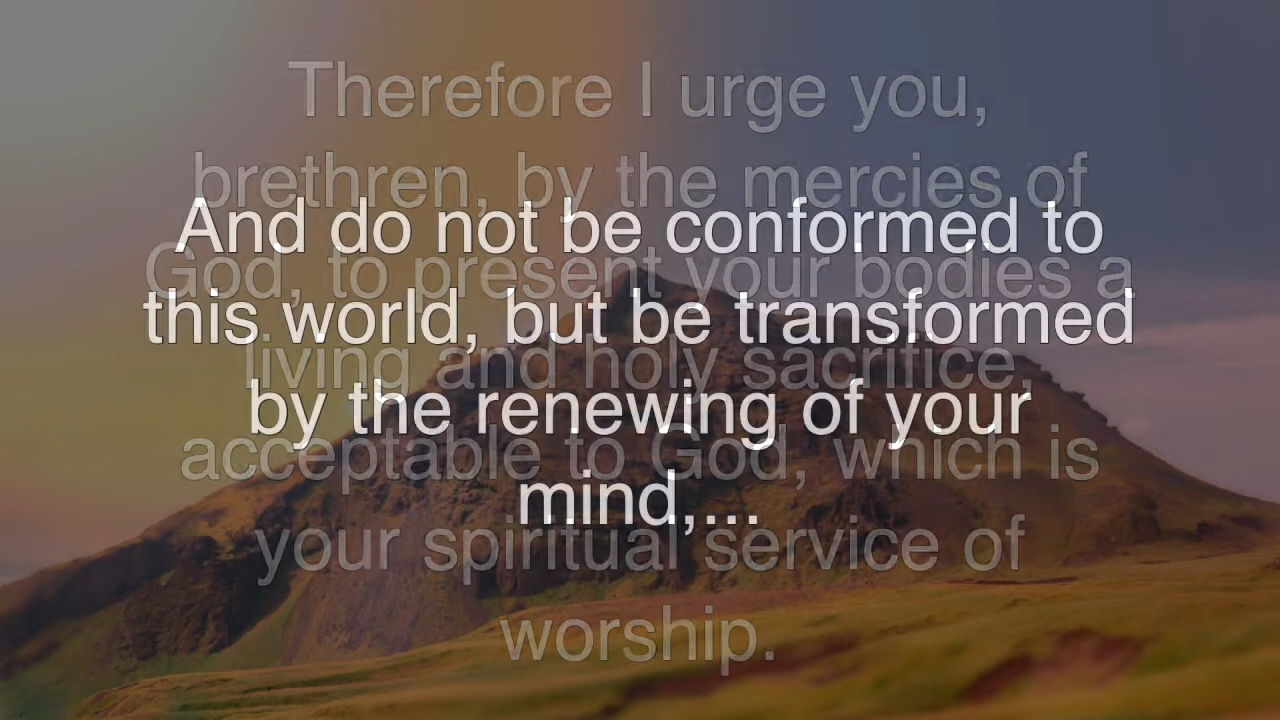 Therefore I urge you,
brethren, by the mercies of
God, to present your bodies a
living and holy sacrifice,
acceptable to God, which is
your spiritual service of
worship.
And do not be conformed to
this world, but be transformed
by the renewing of your
mind,...